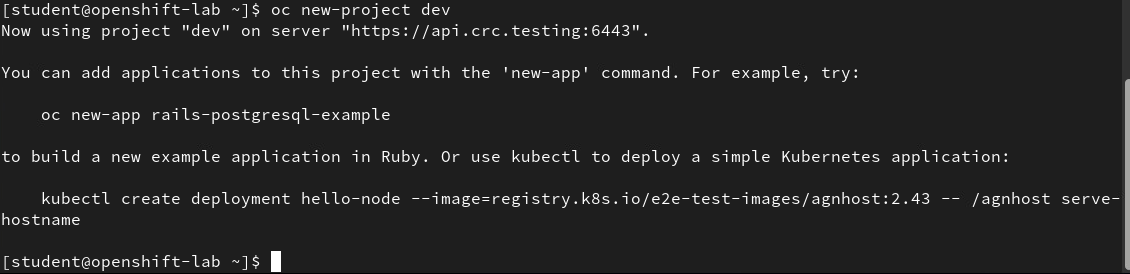 [student@openshift-lab ~]$ oc new-project dev
Now using project "dev" on server "https://api.crc.testing:6443".
You can add applications to this project with the 'new-app' command. For example, try:
oc new-app rails-postgresql-example
to build a new example application in Ruby. Or use kubectl to deploy a simple Kubernetes application:
kubectl create deployment hello-node --image=registry.k8s.io/e2e-test-images/agnhost:2.43 -- /agnhost serve-
hostname
[student@openshift-lab ~]$